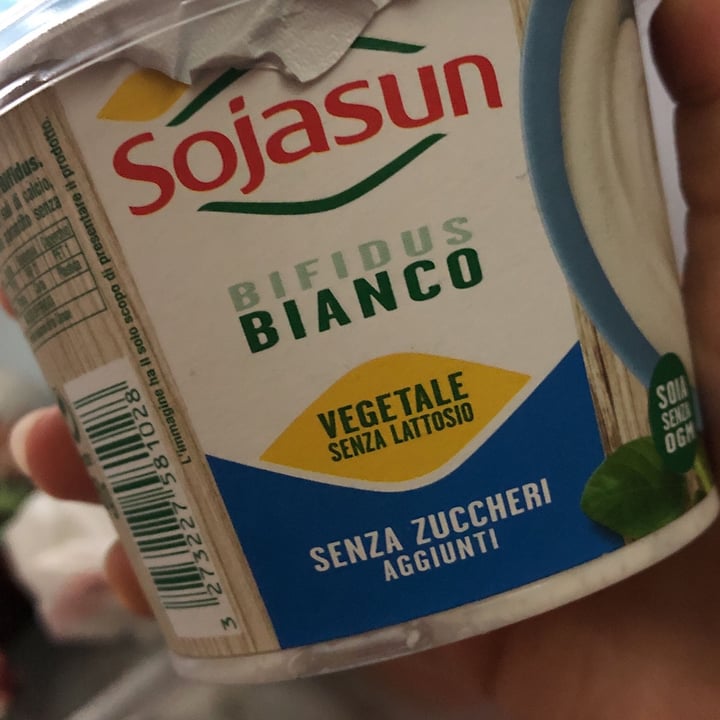 Sojasun
BIFIDUS
BIANCO
VEGETALE
SENZA LATTOSIO
SENZA ZUCCHERI
AGGIUNTI
SOIA
SENZA
OGM
L'immagine ha il solo scopo di presentare il prodotto.
3 273227 581028